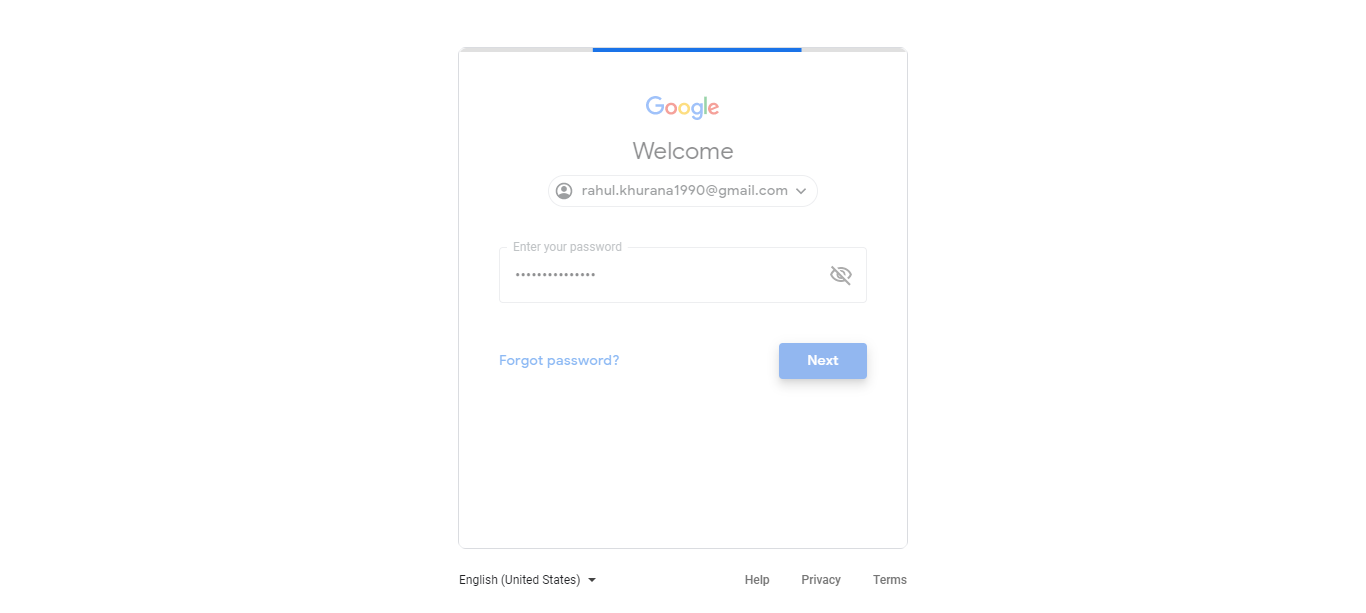 Google
Welcome
rahul.khurana1990@gmail.com
Enter your password
•••••••••••••••
Forgot password?
Next
English (United States)
Help
Privacy
Terms